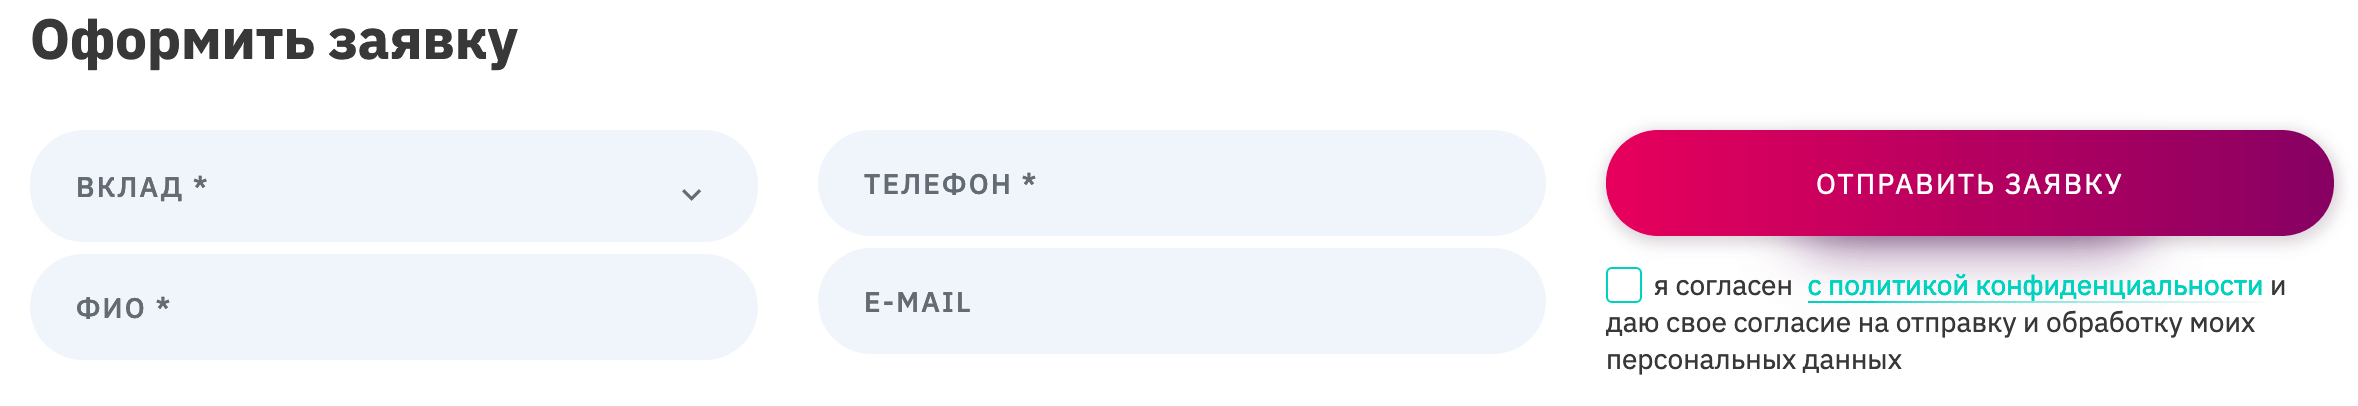 Оформить заявку
ВКЛАД *
ФИО *
ТЕЛЕФОН *
E-MAIL
ОТПРАВИТЬ ЗАЯВКУ
я согласен с политикой конфиденциальности и
даю свое согласие на отправку и обработку моих
персональных данных